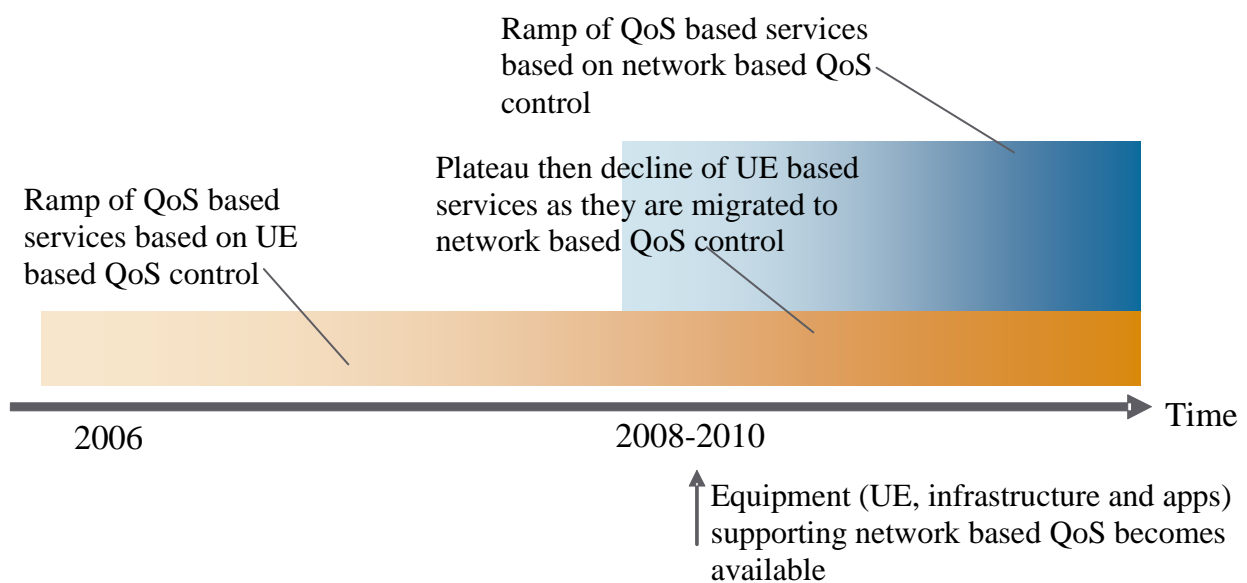 Ramp of QoS based services
based on network based QoS
control
Plateau then decline of UE based
services as they are migrated to
network based QoS control
Ramp of QoS based
services based on UE
based QoS control
Time
2006
2008-2010
Equipment (UE, infrastructure and apps)
supporting network based QoS becomes
available